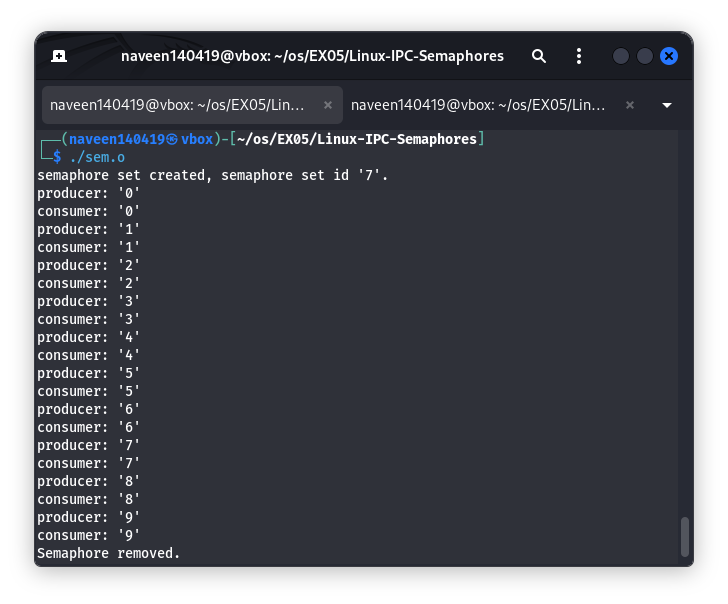 naveen140419@vbox: ~/os/EX05/Linux-IPC-Semaphores
naveen140419@vbox: ~/os/EX05/Lin... naveen140419@vbox: ~/os/EX05/Lin...
┌──(naveen140419㉿vbox)-[~/os/EX05/Linux-IPC-Semaphores]
└─$ ./sem.o
semaphore set created, semaphore set id '7'.
producer: '0'
consumer: '0'
producer: '1'
consumer: '1'
producer: '2'
consumer: '2'
producer: '3'
consumer: '3'
producer: '4'
consumer: '4'
producer: '5'
consumer: '5'
producer: '6'
consumer: '6'
producer: '7'
consumer: '7'
producer: '8'
consumer: '8'
producer: '9'
consumer: '9'
Semaphore removed.